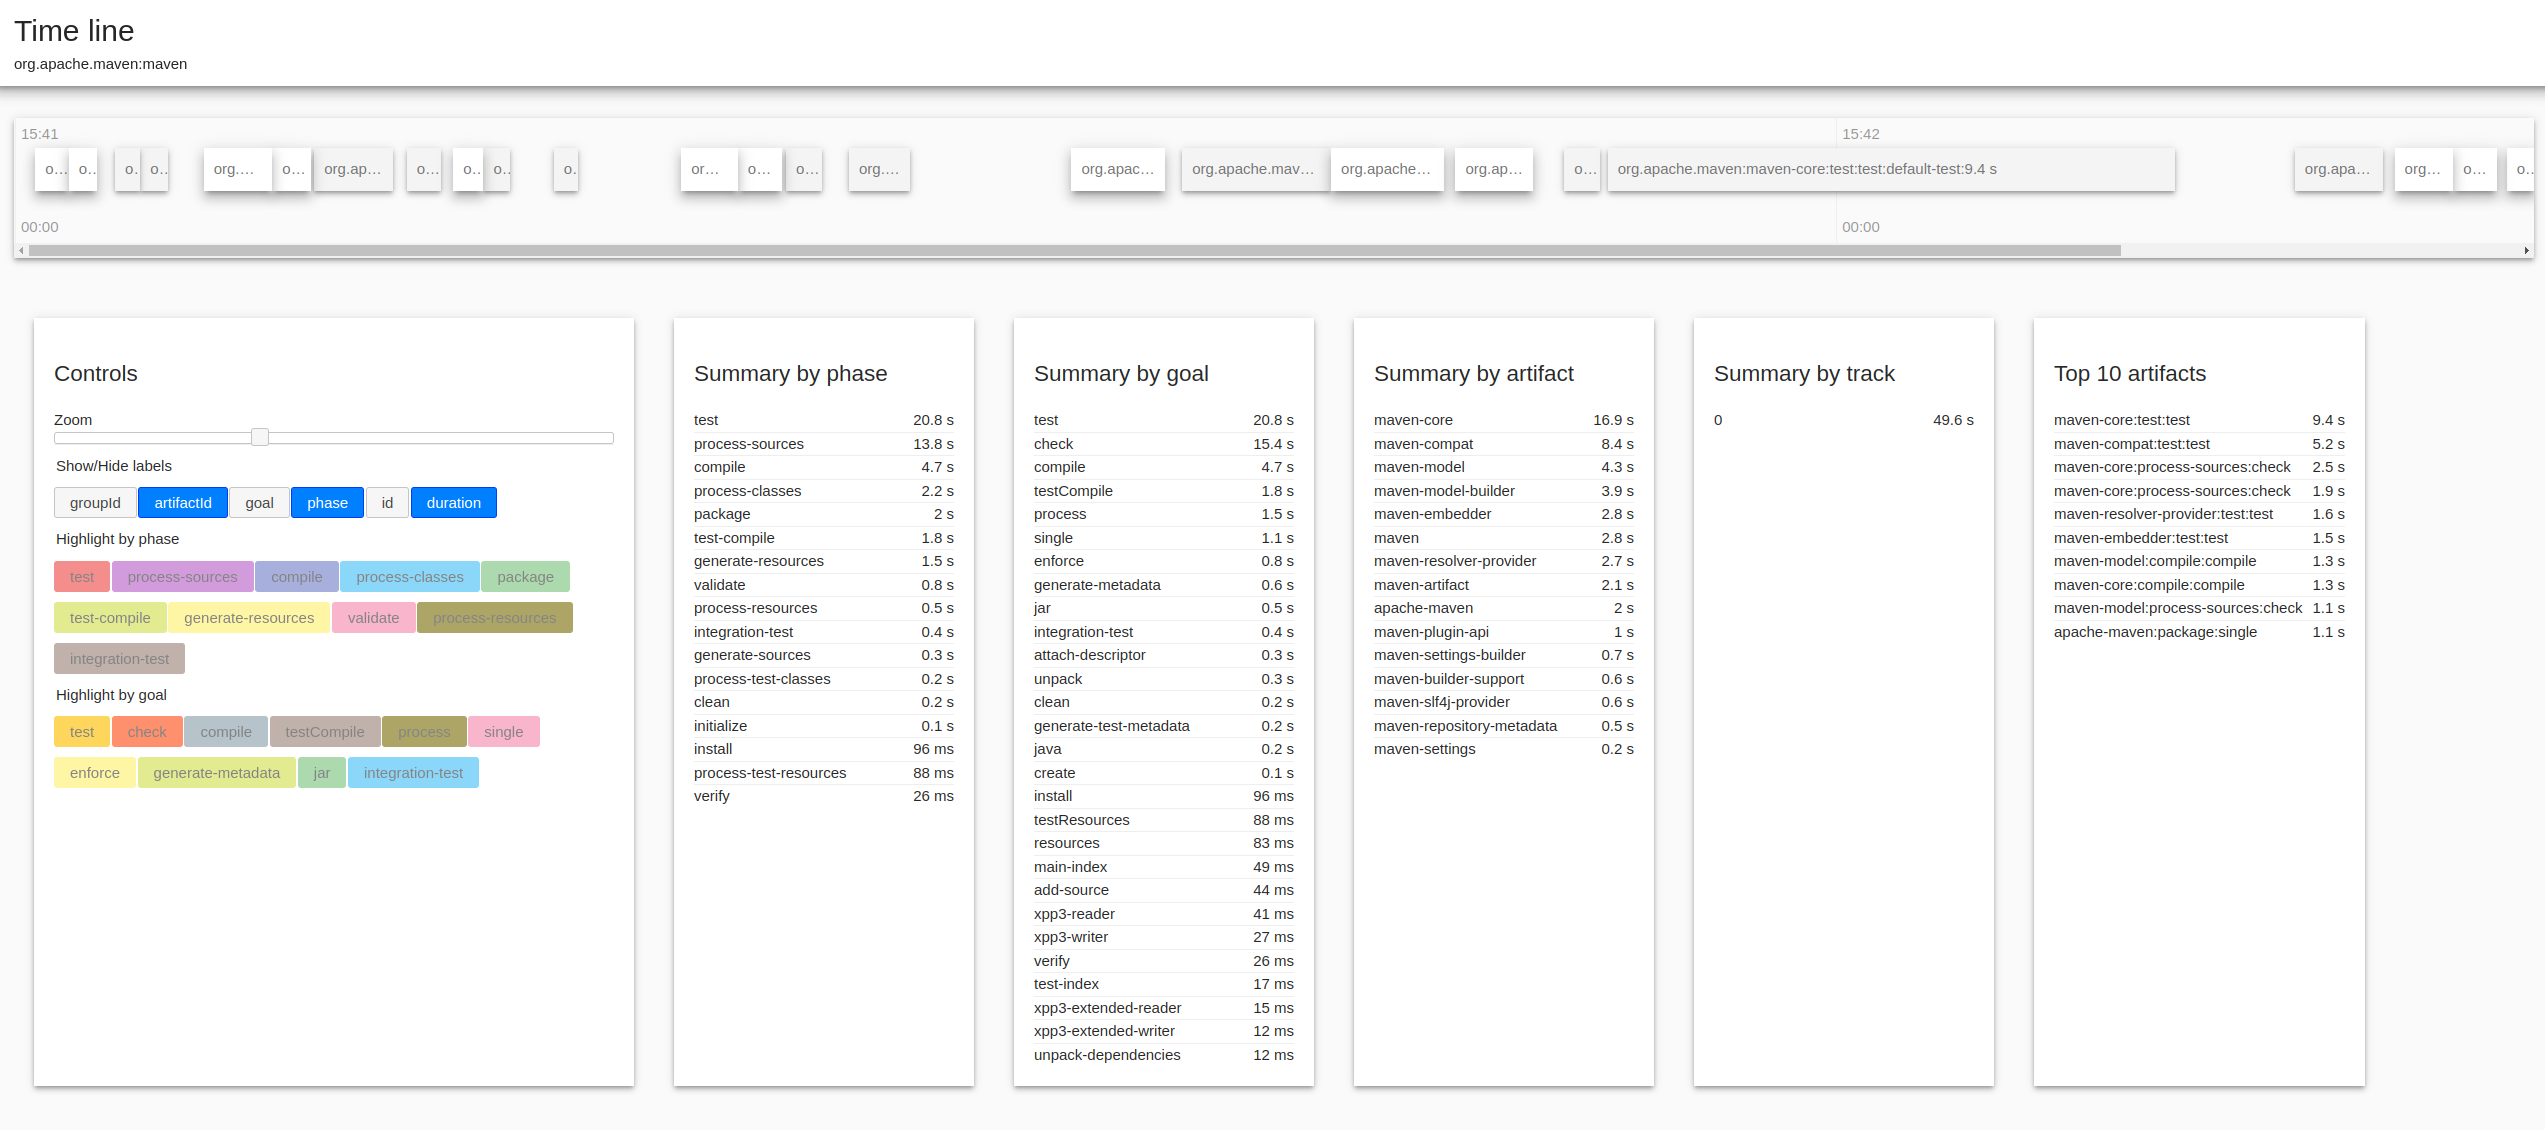 Time line
org.apache.maven:maven
15:41 15:42
o… o.. o. o.. org.… o… org.ap… o… o.. o.. o. or… o… o… org.… org.apac… org.apache.mav… org.apache… org.ap… o… org.apache.maven:maven-core:test:test:default-test:9.4 s org.apa… org… o… o..
00:00 00:00
Controls
Zoom
Show/Hide labels
groupId artifactId goal phase id duration
Highlight by phase
test process-sources compile process-classes package
test-compile generate-resources validate process-resources
integration-test
Highlight by goal
test check compile testCompile process single
enforce generate-metadata jar integration-test
Summary by phase
test 20.8 s
process-sources 13.8 s
compile 4.7 s
process-classes 2.2 s
package 2 s
test-compile 1.8 s
generate-resources 1.5 s
validate 0.8 s
process-resources 0.5 s
integration-test 0.4 s
generate-sources 0.3 s
process-test-classes 0.2 s
clean 0.2 s
initialize 0.1 s
install 96 ms
process-test-resources 88 ms
verify 26 ms
Summary by goal
test 20.8 s
check 15.4 s
compile 4.7 s
testCompile 1.8 s
process 1.5 s
single 1.1 s
enforce 0.8 s
generate-metadata 0.6 s
jar 0.5 s
integration-test 0.4 s
attach-descriptor 0.3 s
unpack 0.3 s
clean 0.2 s
generate-test-metadata 0.2 s
java 0.2 s
create 0.1 s
install 96 ms
testResources 88 ms
resources 83 ms
main-index 49 ms
add-source 44 ms
xpp3-reader 41 ms
xpp3-writer 27 ms
verify 26 ms
test-index 17 ms
xpp3-extended-reader 15 ms
xpp3-extended-writer 12 ms
unpack-dependencies 12 ms
Summary by artifact
maven-core 16.9 s
maven-compat 8.4 s
maven-model 4.3 s
maven-model-builder 3.9 s
maven-embedder 2.8 s
maven 2.8 s
maven-resolver-provider 2.7 s
maven-artifact 2.1 s
apache-maven 2 s
maven-plugin-api 1 s
maven-settings-builder 0.7 s
maven-builder-support 0.6 s
maven-slf4j-provider 0.6 s
maven-repository-metadata 0.5 s
maven-settings 0.2 s
Summary by track
0 49.6 s
Top 10 artifacts
maven-core:test:test 9.4 s
maven-compat:test:test 5.2 s
maven-core:process-sources:check 2.5 s
maven-core:process-sources:check 1.9 s
maven-resolver-provider:test:test 1.6 s
maven-embedder:test:test 1.5 s
maven-model:compile:compile 1.3 s
maven-core:compile:compile 1.3 s
maven-model:process-sources:check 1.1 s
apache-maven:package:single 1.1 s